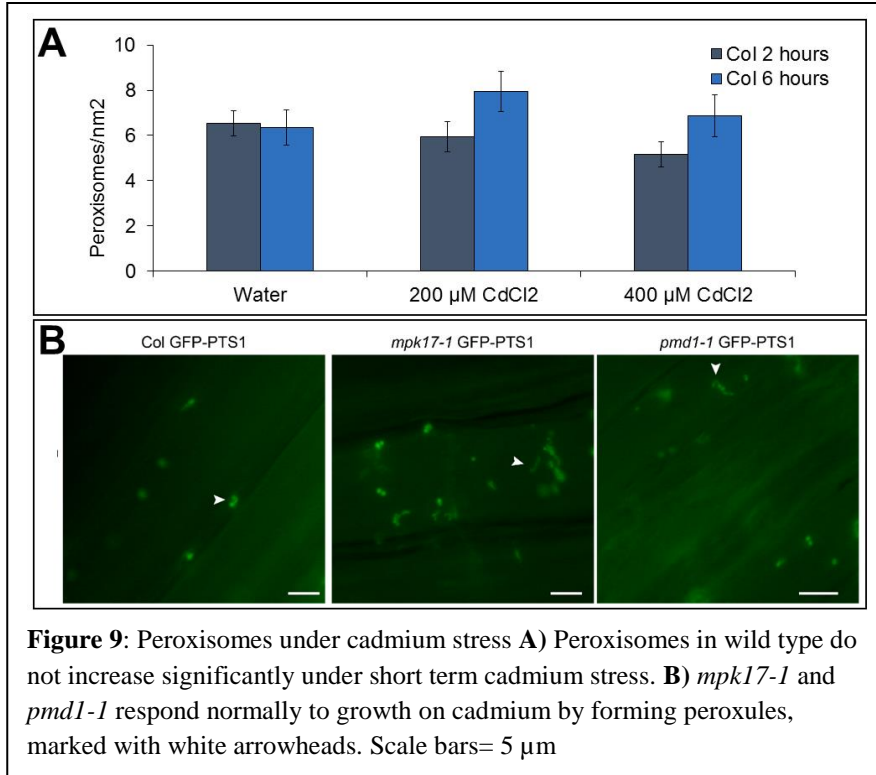 A
10
8
6
4
2
0
Peroxisomes/nm2
Col 2 hours
Col 6 hours
Water
200 µM CdCl2
400 µM CdCl2
B
Col GFP-PTS1
mpk17-1 GFP-PTS1
pmd1-1 GFP-PTS1
Figure 9: Peroxisomes under cadmium stress A) Peroxisomes in wild type do
not increase significantly under short term cadmium stress. B) mpk17-1 and
pmd1-1 respond normally to growth on cadmium by forming peroxules,
marked with white arrowheads. Scale bars= 5 µm